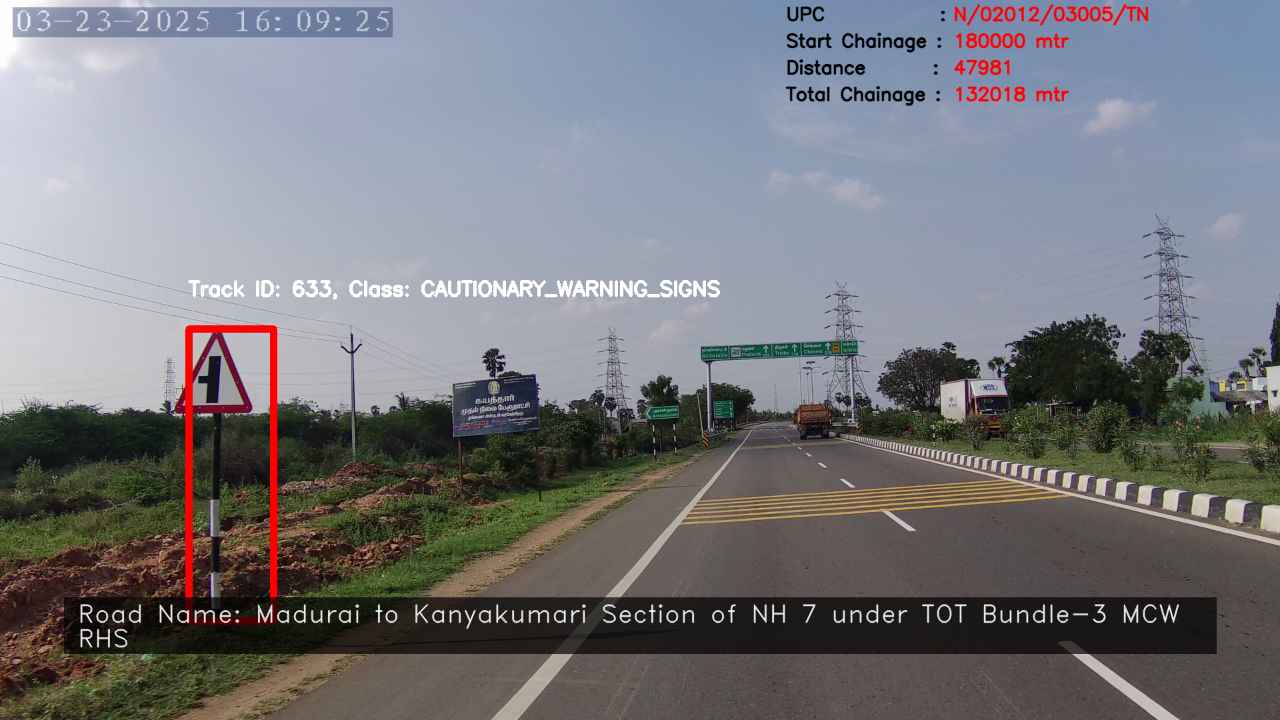 03-23-2025 16:09:25
UPC : N/02012/03005/TN
Start Chainage : 180000 mtr
Distance : 47981
Total Chainage : 132018 mtr
Track ID: 633, Class: CAUTIONARY_WARNING_SIGNS
கயத்தார்
முதல் நிலை பேரூராட்சி
Road Name: Madurai to Kanyakumari Section of NH 7 under TOT Bundle-3 MCW
RHS